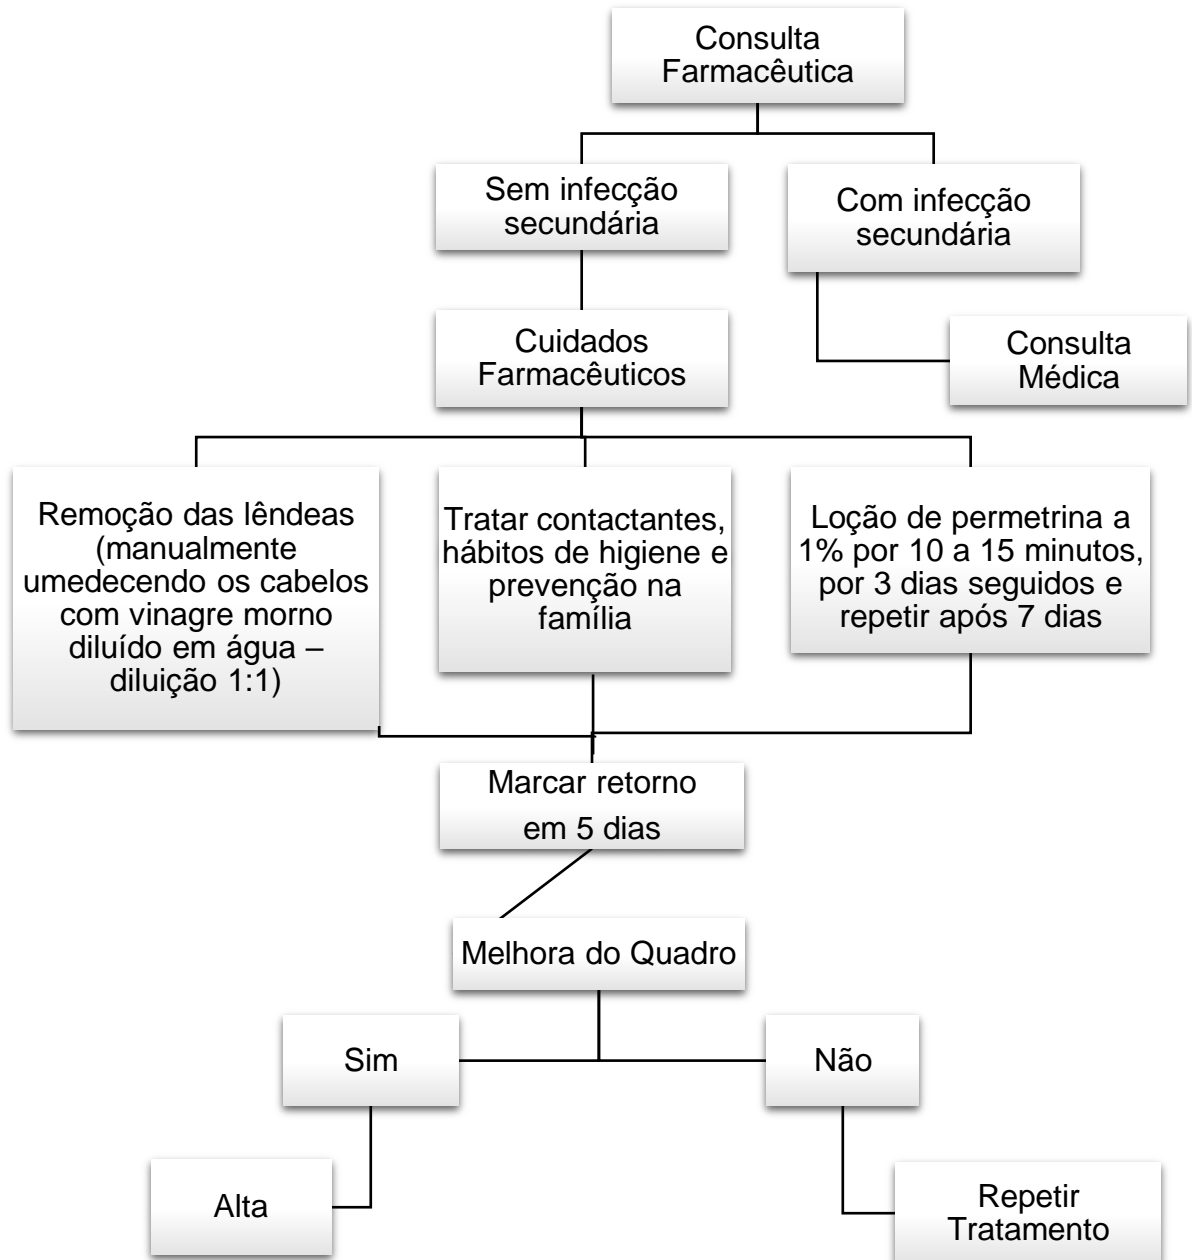 Consulta
Farmacêutica
Sem infecção
secundária
Com infecção
secundária
Cuidados
Farmacêuticos
Consulta
Médica
Remoção das lêndeas
(manualmente
umedecendo os cabelos
com vinagre morno
diluído em água –
diluição 1:1)
Tratar contactantes,
hábitos de higiene e
prevenção na
família
Loção de permetrina a
1% por 10 a 15 minutos,
por 3 dias seguidos e
repetir após 7 dias
Marcar retorno
em 5 dias
Melhora do Quadro
Sim
Não
Alta
Repetir
Tratamento